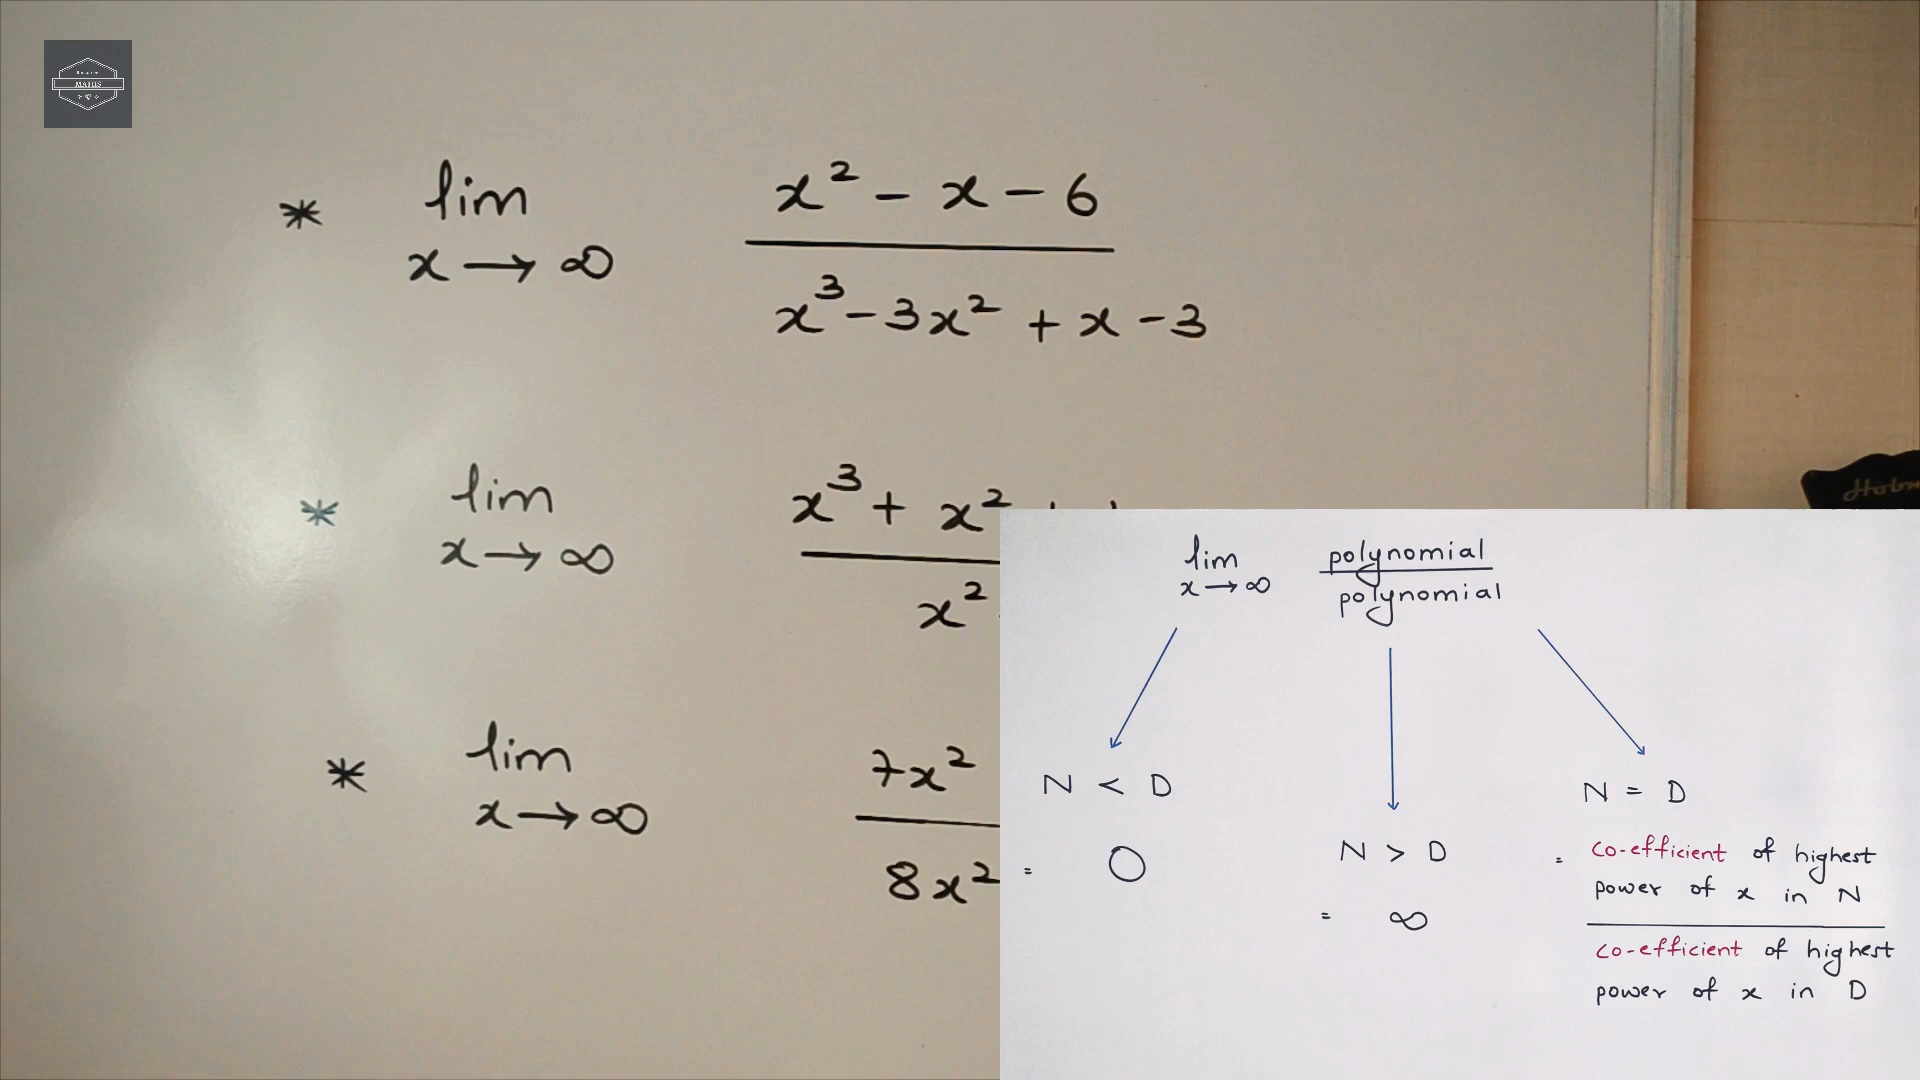 MATHS
* lim x → ∞ x² - x - 6
x³ - 3x² + x - 3
* lim x → ∞ x³ + x²
x²
* lim x → ∞ 7x²
8x²
lim x → ∞ polynomial
polynomial
N < D
= 0
N > D
= ∞
N = D
= co-efficient of highest
power of x in N
co-efficient of highest
power of x in D